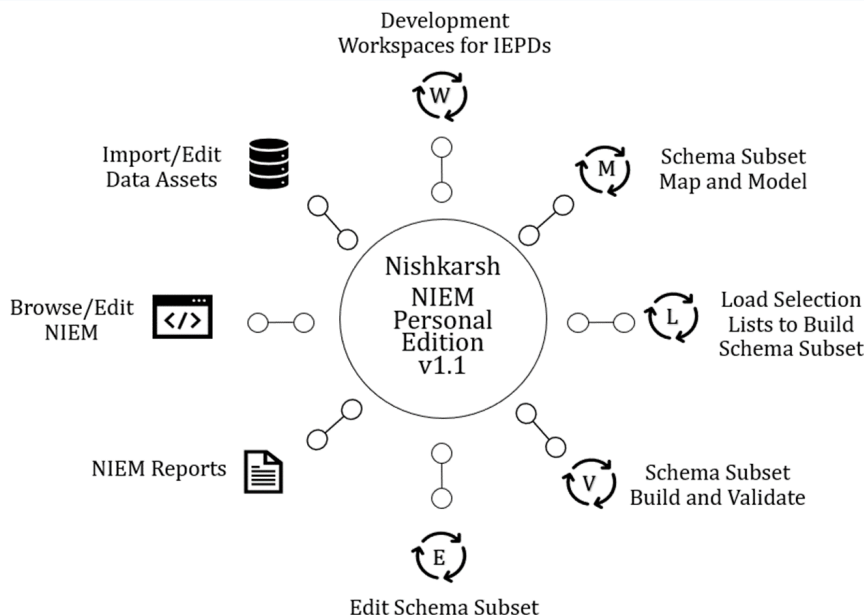 Development
Workspaces for IEPDs
W
Import/Edit
Data Assets
M
Schema Subset
Map and Model
Nishkarsh
NIEM
Personal
Edition
v1.1
Browse/Edit
NIEM
</>
L
Load Selection
Lists to Build
Schema Subset
NIEM Reports
V
Schema Subset
Build and Validate
E
Edit Schema Subset